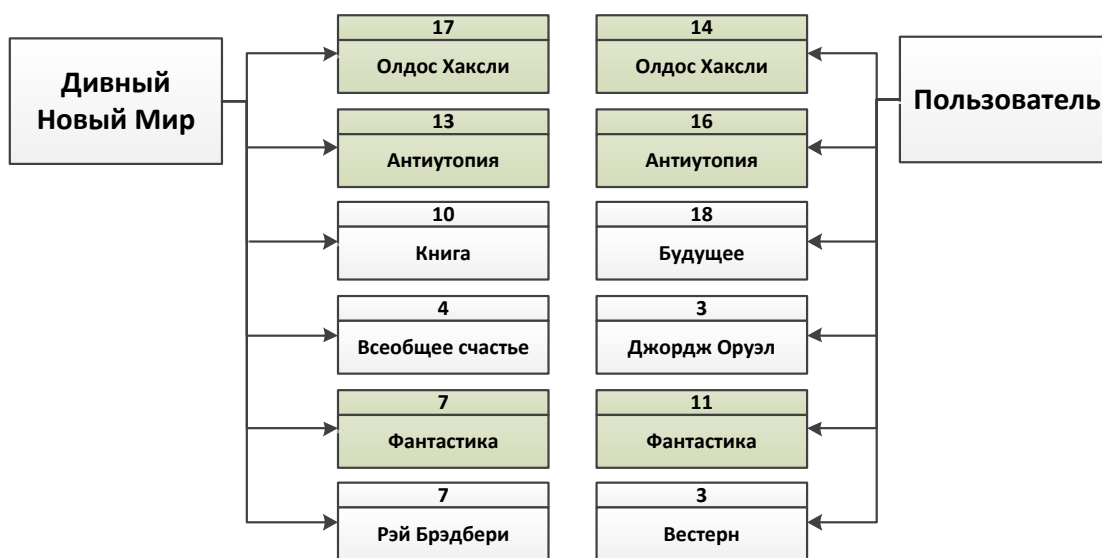 Дивный
Новый Мир
17
Олдос Хаксли
13
Антиутопия
10
Книга
4
Всеобщее счастье
7
Фантастика
7
Рэй Брэдбери
14
Олдос Хаксли
16
Антиутопия
18
Будущее
3
Джордж Оруэл
11
Фантастика
3
Вестерн
Пользователь